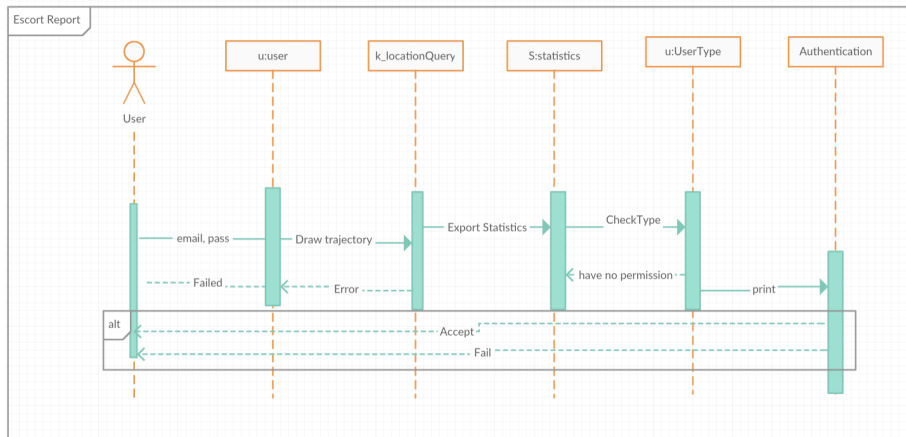 Escort Report
u:user
k_locationQuery
S:statistics
u:UserType
Authentication
User
email, pass
Draw trajectory
Export Statistics
CheckType
Failed
Error
have no permission
print
alt
Accept
Fail